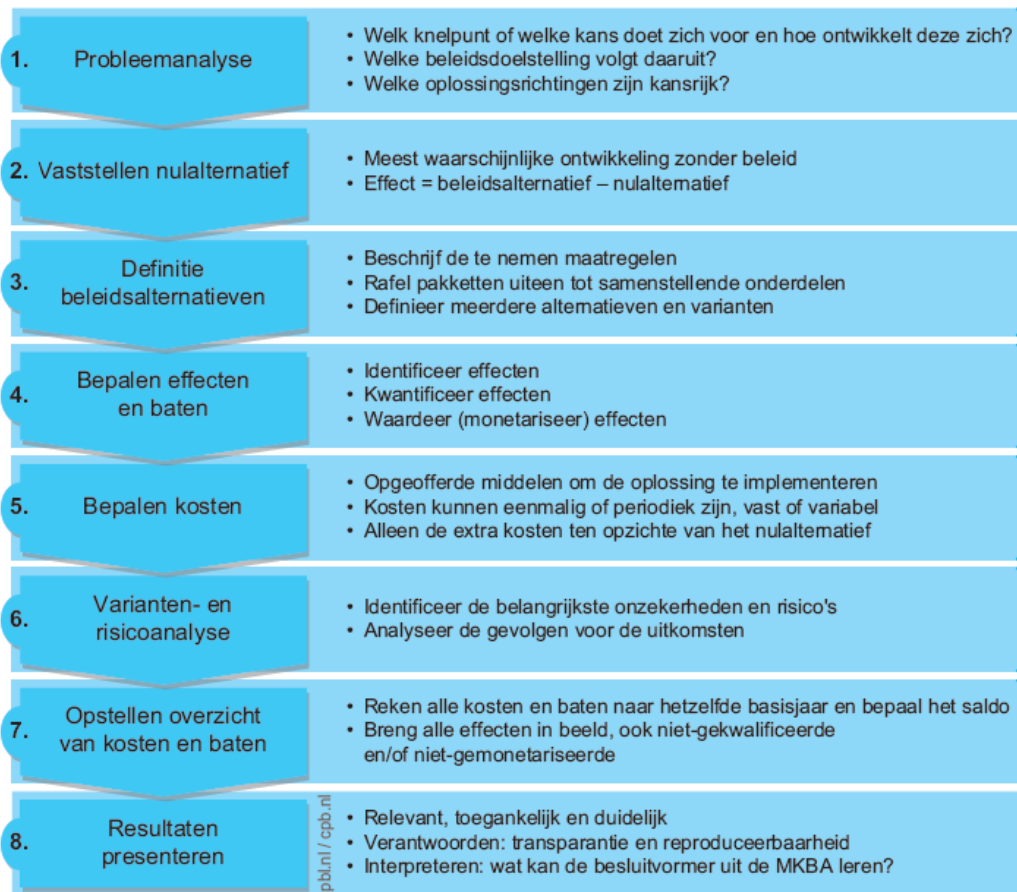 1. Probleemanalyse
• Welk knelpunt of welke kans doet zich voor en hoe ontwikkelt deze zich?
• Welke beleidsdoelstelling volgt daaruit?
• Welke oplossingsrichtingen zijn kansrijk?
2. Vaststellen nulalternatief
• Meest waarschijnlijke ontwikkeling zonder beleid
• Effect = beleidsalternatief – nulalternatief
3. Definitie
beleidsalternatieven
• Beschrijf de te nemen maatregelen
• Rafel pakketten uiteen tot samenstellende onderdelen
• Definieer meerdere alternatieven en varianten
4. Bepalen effecten
en baten
• Identificeer effecten
• Kwantificeer effecten
• Waardeer (monetariseer) effecten
5. Bepalen kosten
• Opgeofferde middelen om de oplossing te implementeren
• Kosten kunnen eenmalig of periodiek zijn, vast of variabel
• Alleen de extra kosten ten opzichte van het nulalternatief
6. Varianten- en
risicoanalyse
• Identificeer de belangrijkste onzekerheden en risico's
• Analyseer de gevolgen voor de uitkomsten
7. Opstellen overzicht
van kosten en baten
• Reken alle kosten en baten naar hetzelfde basisjaar en bepaal het saldo
• Breng alle effecten in beeld, ook niet-gekwalificeerde
en/of niet-gemonetariseerde
8. Resultaten
presenteren
• Relevant, toegankelijk en duidelijk
• Verantwoorden: transparantie en reproduceerbaarheid
• Interpreteren: wat kan de besluitvormer uit de MKBA leren?
pbl.nl / cpb.nl